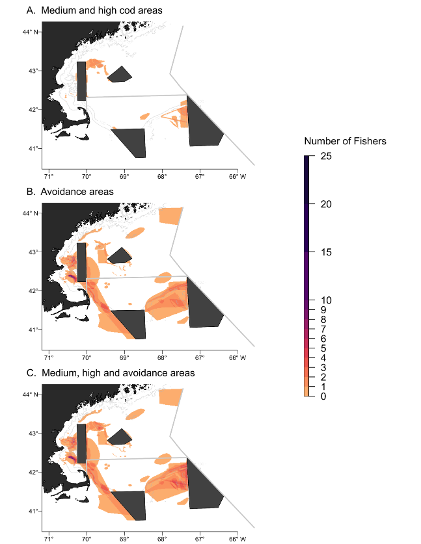 A. Medium and high cod areas
44° N
43°
42°
41°
71° 70° 69° 68° 67° 66° W
B. Avoidance areas
44° N
43°
42°
41°
71° 70° 69° 68° 67° 66° W
C. Medium, high and avoidance areas
44° N
43°
42°
41°
71° 70° 69° 68° 67° 66° W
Number of Fishers
25
20
15
10
9
8
7
6
5
4
3
2
1
0